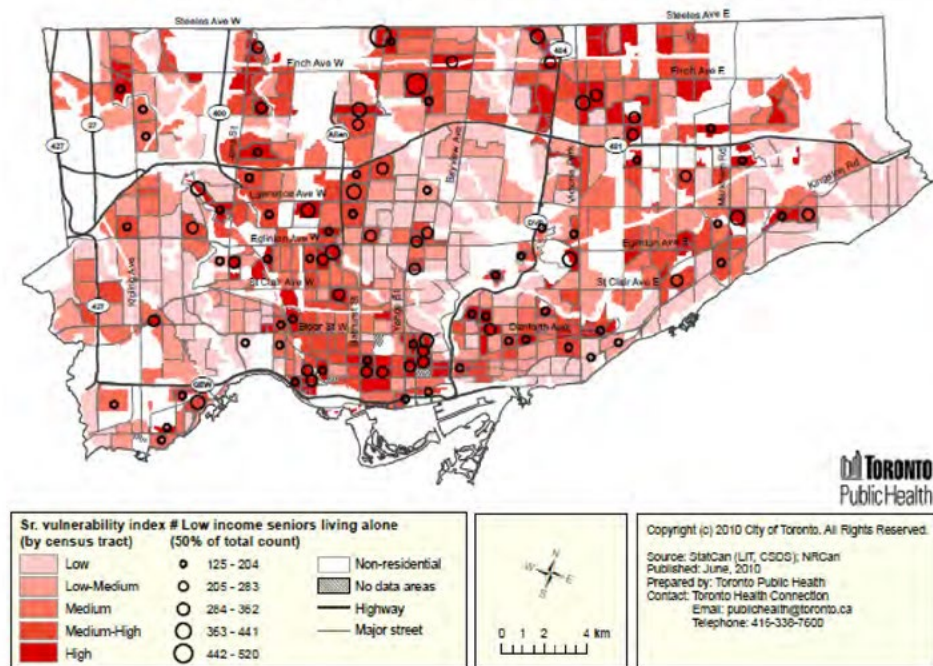 Steeles Ave W
Steeles Ave E
404
Finch Ave W
Finch Ave E
427
27
400
Allen
401
Bayview Ave
Victoria Park
Markham Rd
Kingston Rd
Lawrence Ave W
DVP
Eglinton Ave W
Eglinton Ave E
Kipling Ave
St Clair Ave W
St Clair Ave E
427
Bathurst St
Yonge St
Bloor St W
Danforth Ave
QEW
TORONTO
Public Health
Sr. vulnerability index
(by census tract)
Low
Low-Medium
Medium
Medium-High
High
# Low income seniors living alone
(50% of total count)
125 - 204
205 - 283
284 - 362
363 - 441
442 - 520
Non-residential
No data areas
Highway
Major street
N
W
E
S
0 1 2 4 km
Copyright (c) 2010 City of Toronto. All Rights Reserved.
Source: StatCan (LIT, CSDS); NRCan
Published: June, 2010
Prepared by: Toronto Public Health
Contact: Toronto Health Connection
Email: publichealth@toronto.ca
Telephone: 416-338-7600